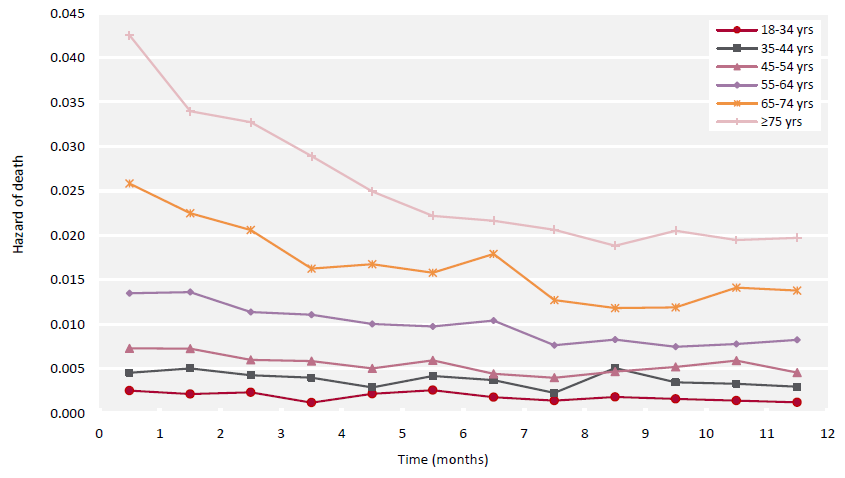 0.045
0.040
0.035
0.030
0.025
0.020
0.015
0.010
0.005
0.000
Hazard of death
18-34 yrs
35-44 yrs
45-54 yrs
55-64 yrs
65-74 yrs
≥75 yrs
0 1 2 3 4 5 6 7 8 9 10 11 12
Time (months)